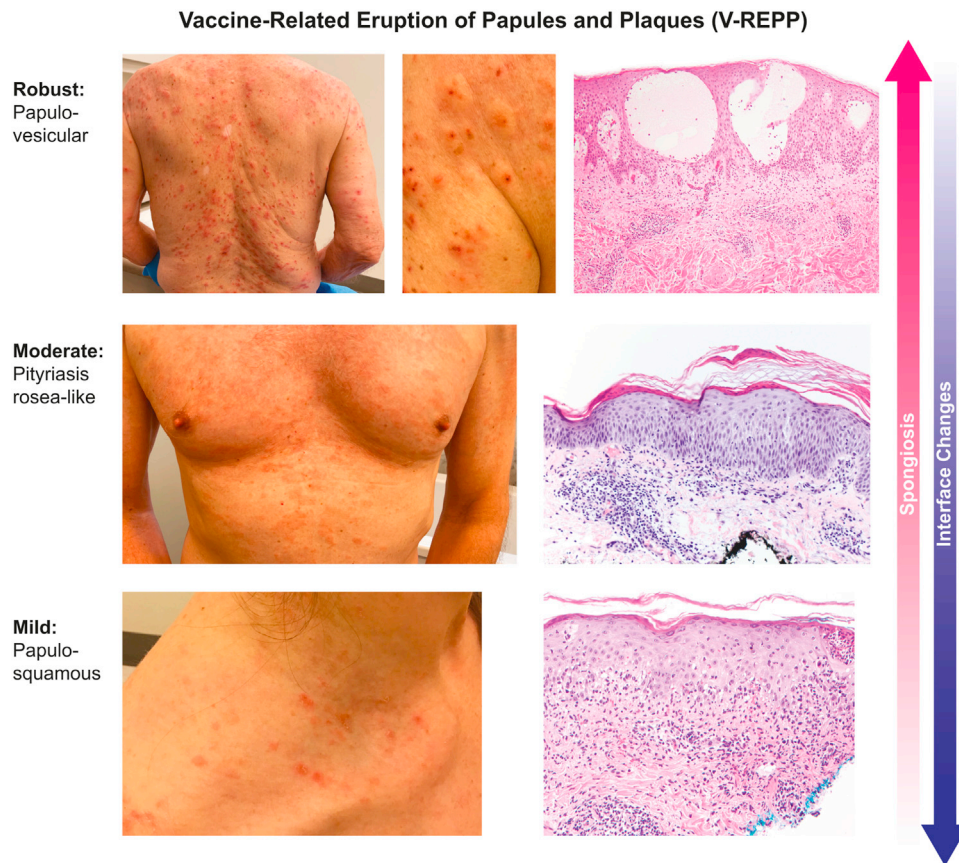 Vaccine-Related Eruption of Papules and Plaques (V-REPP)
Robust:
Papulo-
vesicular
Moderate:
Pityriasis
rosea-like
Mild:
Papulo-
squamous
Spongiosis
Interface Changes